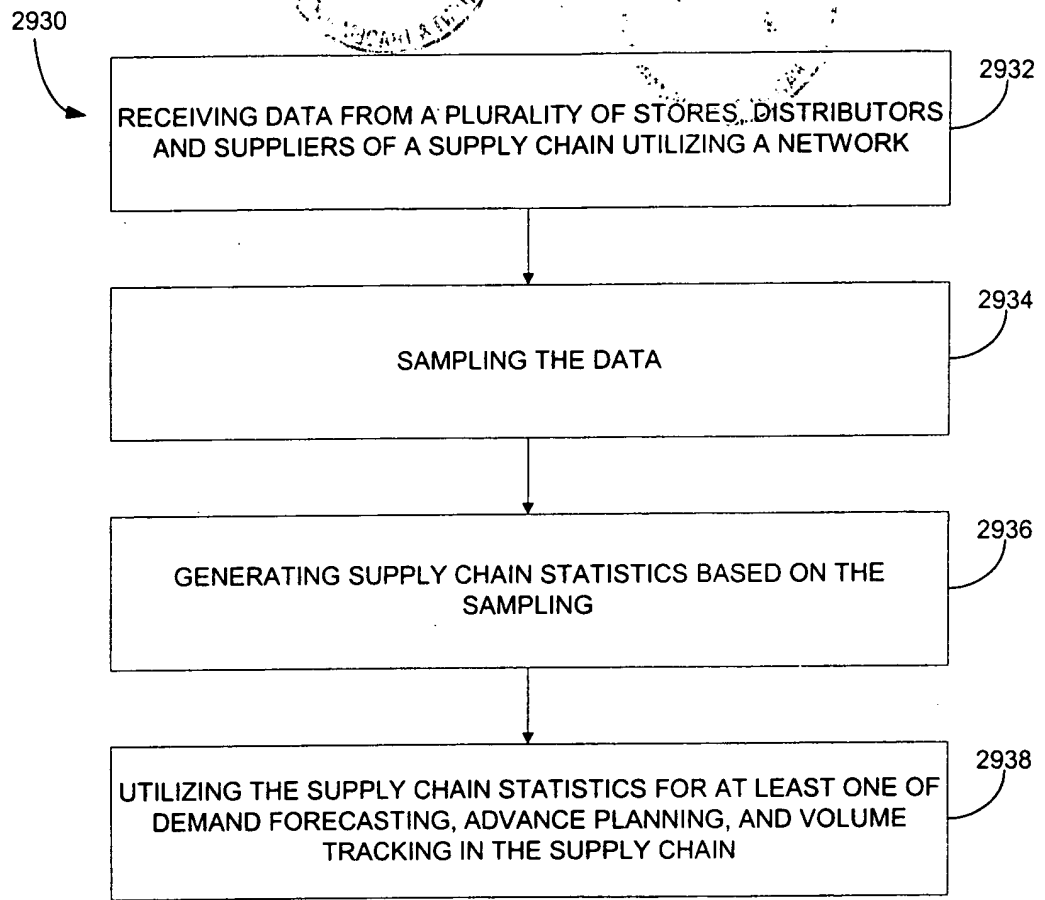 2930
2932
RECEIVING DATA FROM A PLURALITY OF STORES, DISTRIBUTORS
AND SUPPLIERS OF A SUPPLY CHAIN UTILIZING A NETWORK
2934
SAMPLING THE DATA
2936
GENERATING SUPPLY CHAIN STATISTICS BASED ON THE
SAMPLING
2938
UTILIZING THE SUPPLY CHAIN STATISTICS FOR AT LEAST ONE OF
DEMAND FORECASTING, ADVANCE PLANNING, AND VOLUME
TRACKING IN THE SUPPLY CHAIN